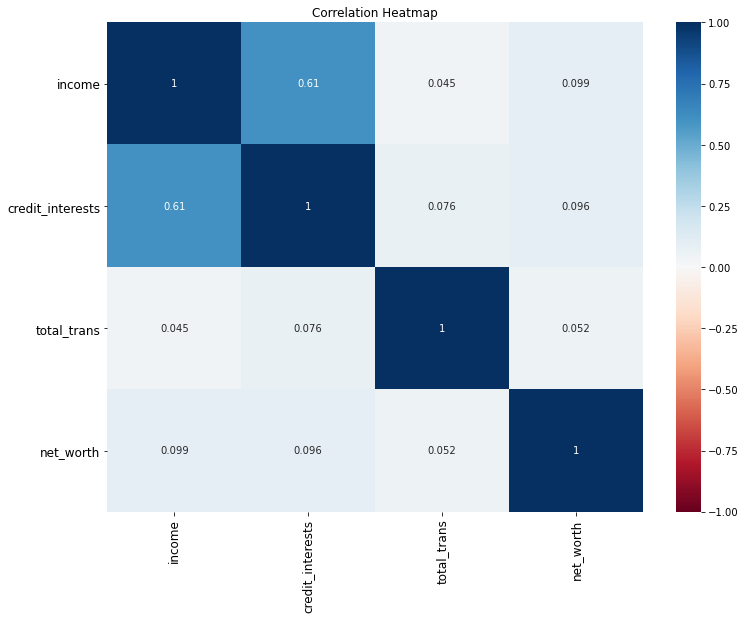 Correlation Heatmap
income
1
0.61
0.045
0.099
credit_interests
0.61
1
0.076
0.096
total_trans
0.045
0.076
1
0.052
net_worth
0.099
0.096
0.052
1
income
credit_interests
total_trans
net_worth
1.00
0.75
0.50
0.25
0.00
−0.25
−0.50
−0.75
−1.00